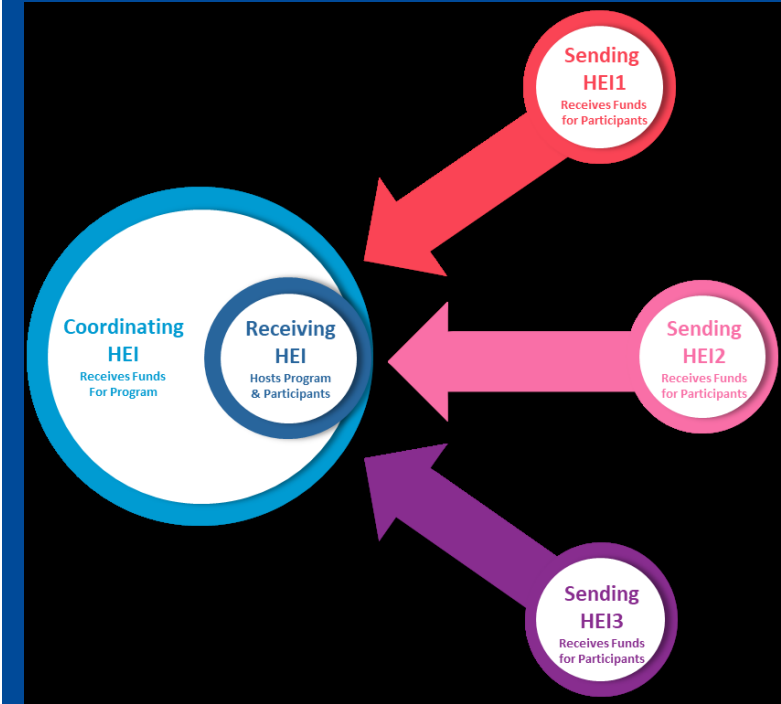 Sending
HEI1
Receives Funds
for Participants
Coordinating
HEI
Receives Funds
For Program
Receiving
HEI
Hosts Program
& Participants
Sending
HEI2
Receives Funds
for Participants
Sending
HEI3
Receives Funds
for Participants